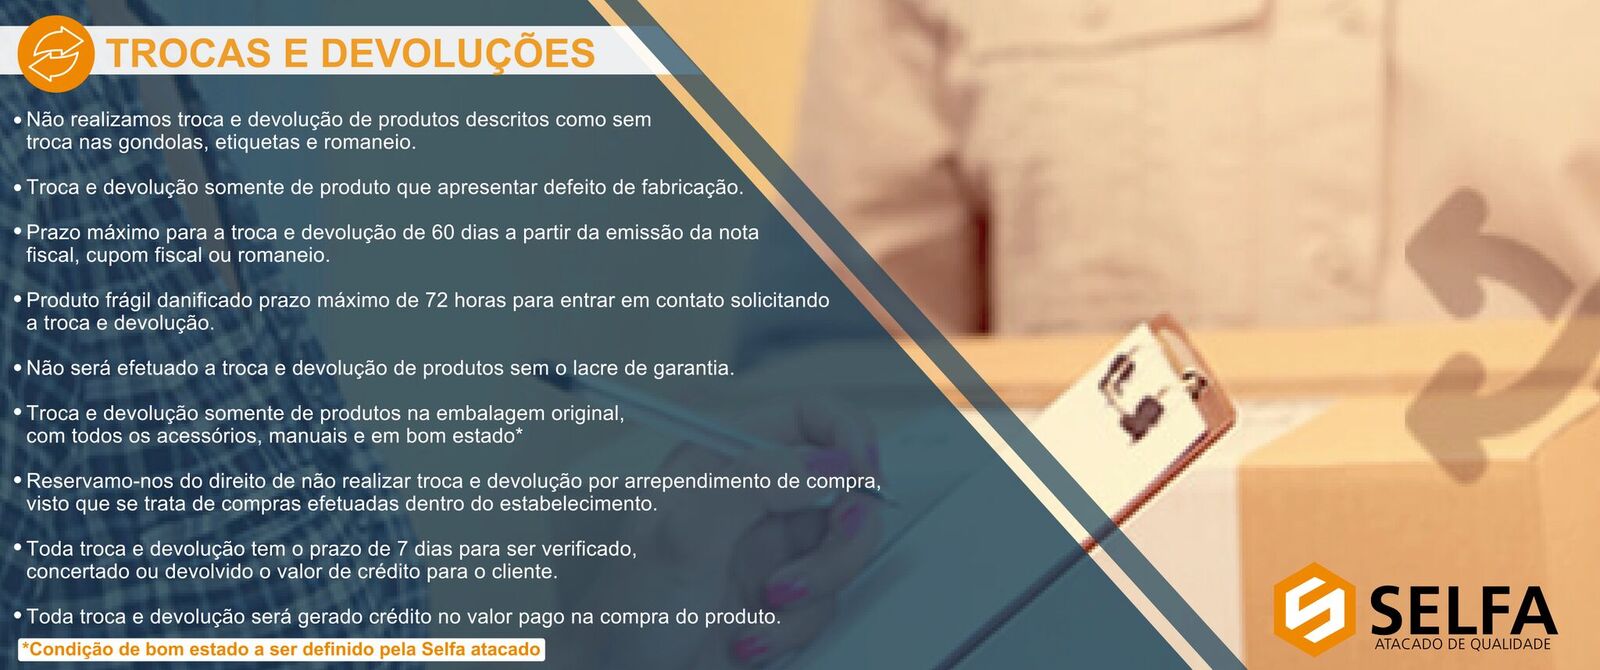 TROCAS E DEVOLUÇÕES
• Não realizamos troca e devolução de produtos descritos como sem
troca nas gondolas, etiquetas e romaneio.
• Troca e devolução somente de produto que apresentar defeito de fabricação.
• Prazo máximo para a troca e devolução de 60 dias a partir da emissão da nota
fiscal, cupom fiscal ou romaneio.
• Produto frágil danificado prazo máximo de 72 horas para entrar em contato solicitando
a troca e devolução.
• Não será efetuado a troca e devolução de produtos sem o lacre de garantia.
• Troca e devolução somente de produtos na embalagem original,
com todos os acessórios, manuais e em bom estado*
• Reservamo-nos do direito de não realizar troca e devolução por arrependimento de compra,
visto que se trata de compras efetuadas dentro do estabelecimento.
• Toda troca e devolução tem o prazo de 7 dias para ser verificado,
concertado ou devolvido o valor de crédito para o cliente.
• Toda troca e devolução será gerado crédito no valor pago na compra do produto.
*Condição de bom estado a ser definido pela Selfa atacado
SELFA
ATACADO DE QUALIDADE